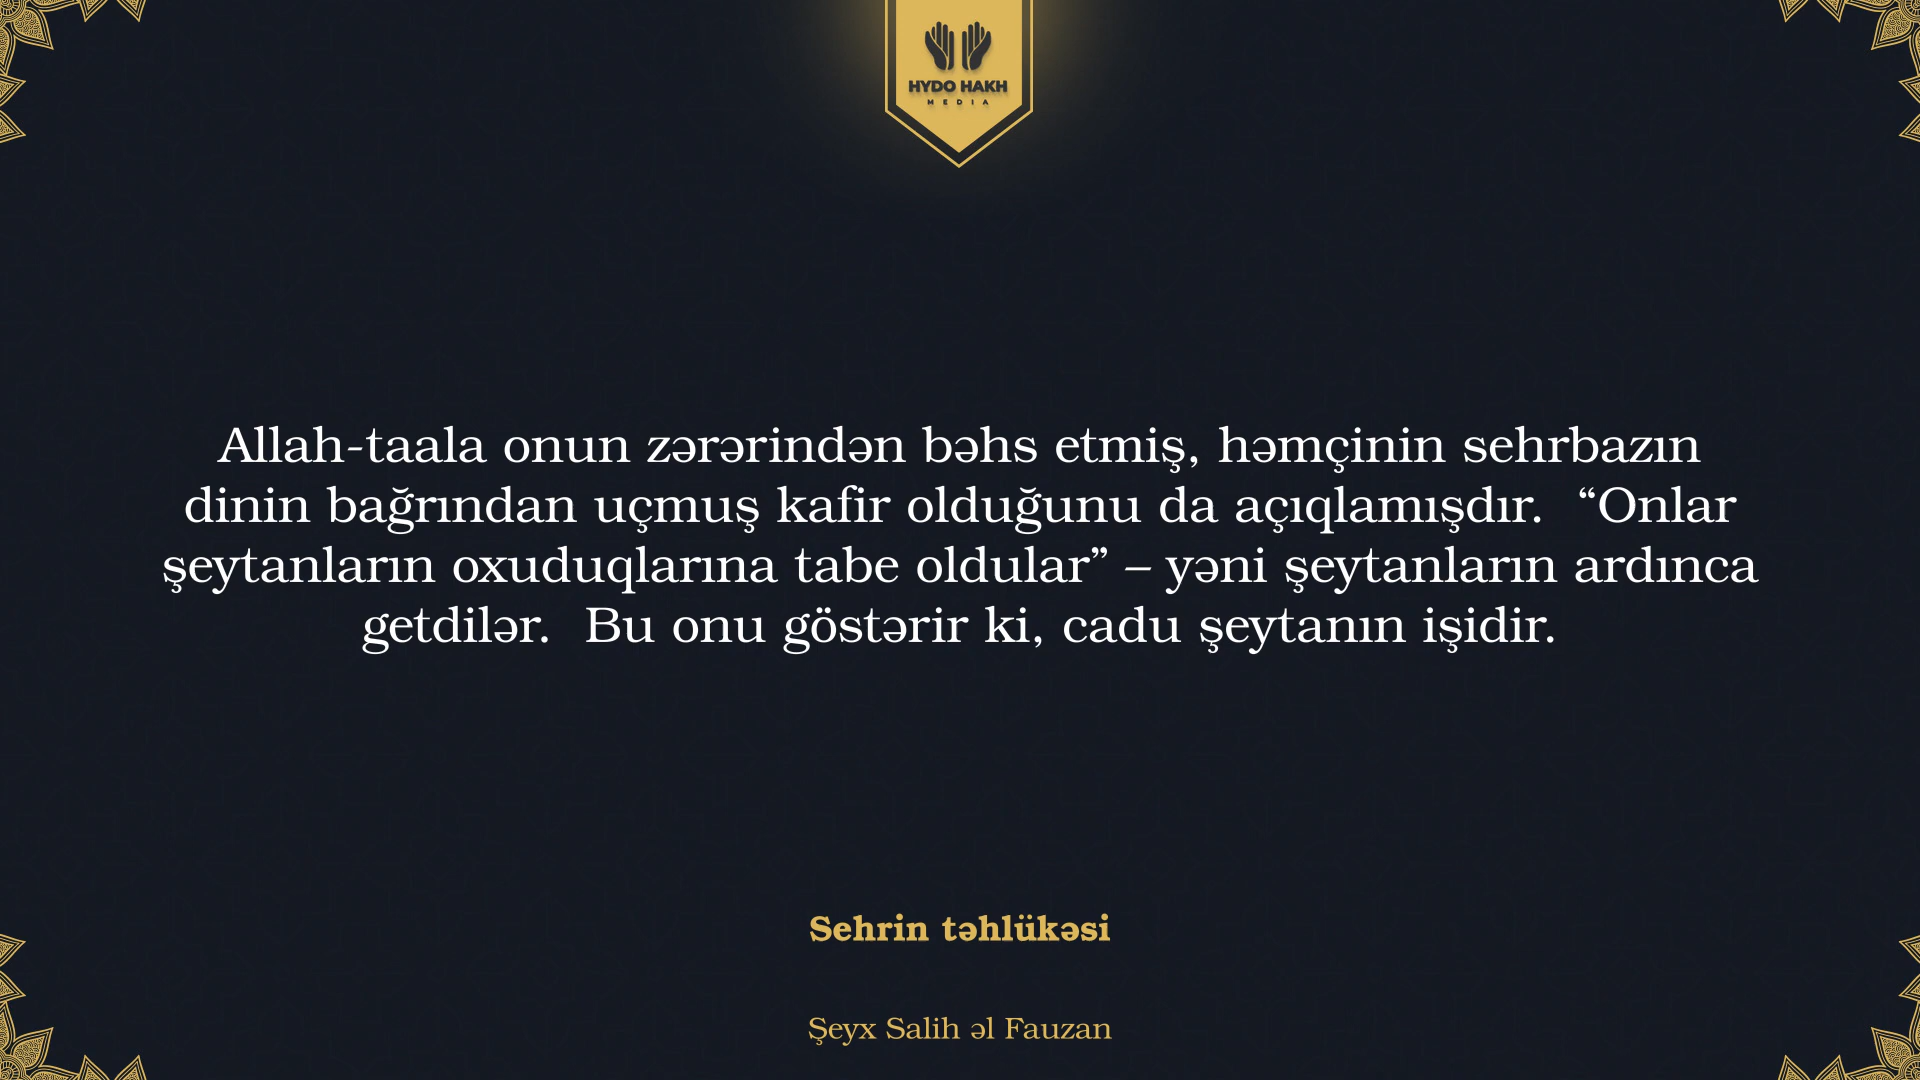 HYDO HAKH
MEDIA
Allah-taala onun zərərindən bəhs etmiş, həmçinin sehrbazın
dinin bağrından uçmuş kafir olduğunu da açıqlamışdır.  “Onlar
şeytanların oxuduqlarına tabe oldular” – yəni şeytanların ardınca
getdilər.  Bu onu göstərir ki, cadu şeytanın işidir.
Sehrin təhlükəsi
Şeyx Salih əl Fauzan